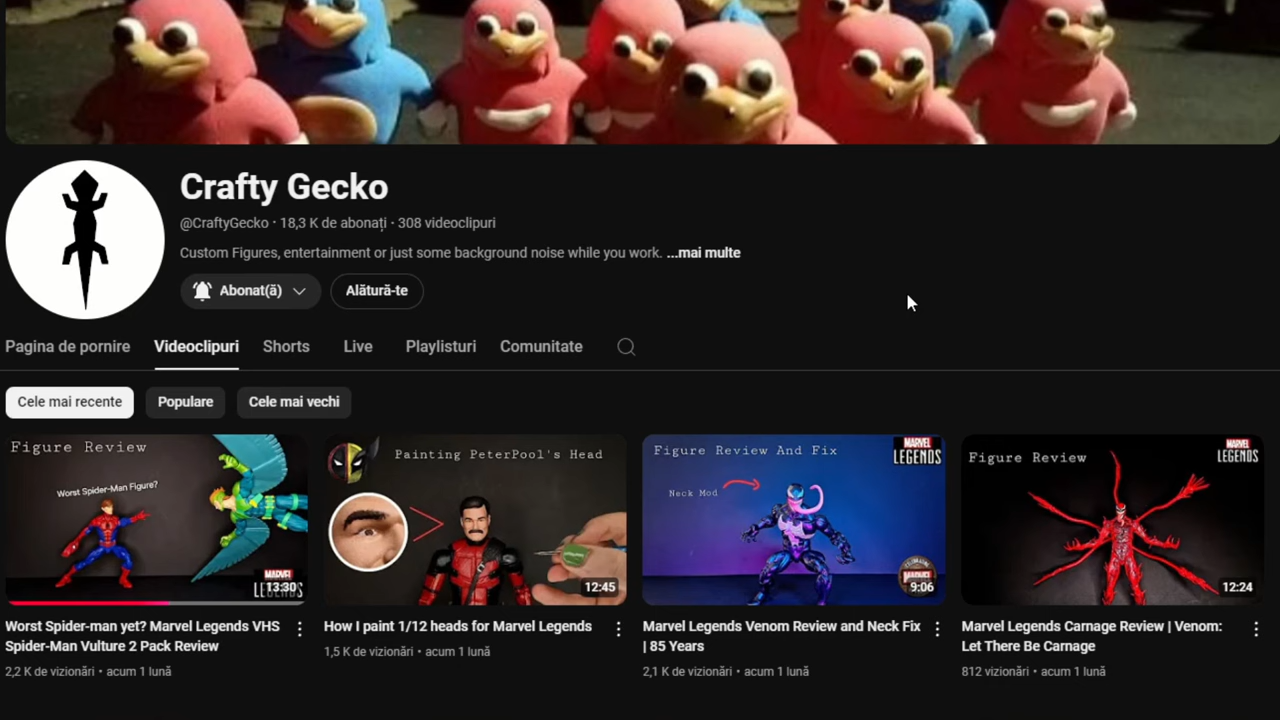 Crafty Gecko
@CraftyGecko · 18,3 K de abonați · 308 videoclipuri
Custom Figures, entertainment or just some background noise while you work. ...mai multe
Abonat(ă) Alătură-te
Pagina de pornire Videoclipuri Shorts Live Playlisturi Comunitate
Cele mai recente Populare Cele mai vechi
Figure Review
Worst Spider-Man Figure?
MARVEL
LEGENDS
13:30
Painting PeterPool's Head
12:45
Figure Review And Fix
MARVEL
LEGENDS
Neck Mod
MARVEL
9:06
Figure Review
MARVEL
LEGENDS
12:24
Worst Spider-man yet? Marvel Legends VHS
Spider-Man Vulture 2 Pack Review
2,2 K de vizionări • acum 1 lună
How I paint 1/12 heads for Marvel Legends
1,5 K de vizionări • acum 1 lună
Marvel Legends Venom Review and Neck Fix
| 85 Years
2,1 K de vizionări • acum 1 lună
Marvel Legends Carnage Review | Venom:
Let There Be Carnage
812 vizionări • acum 1 lună